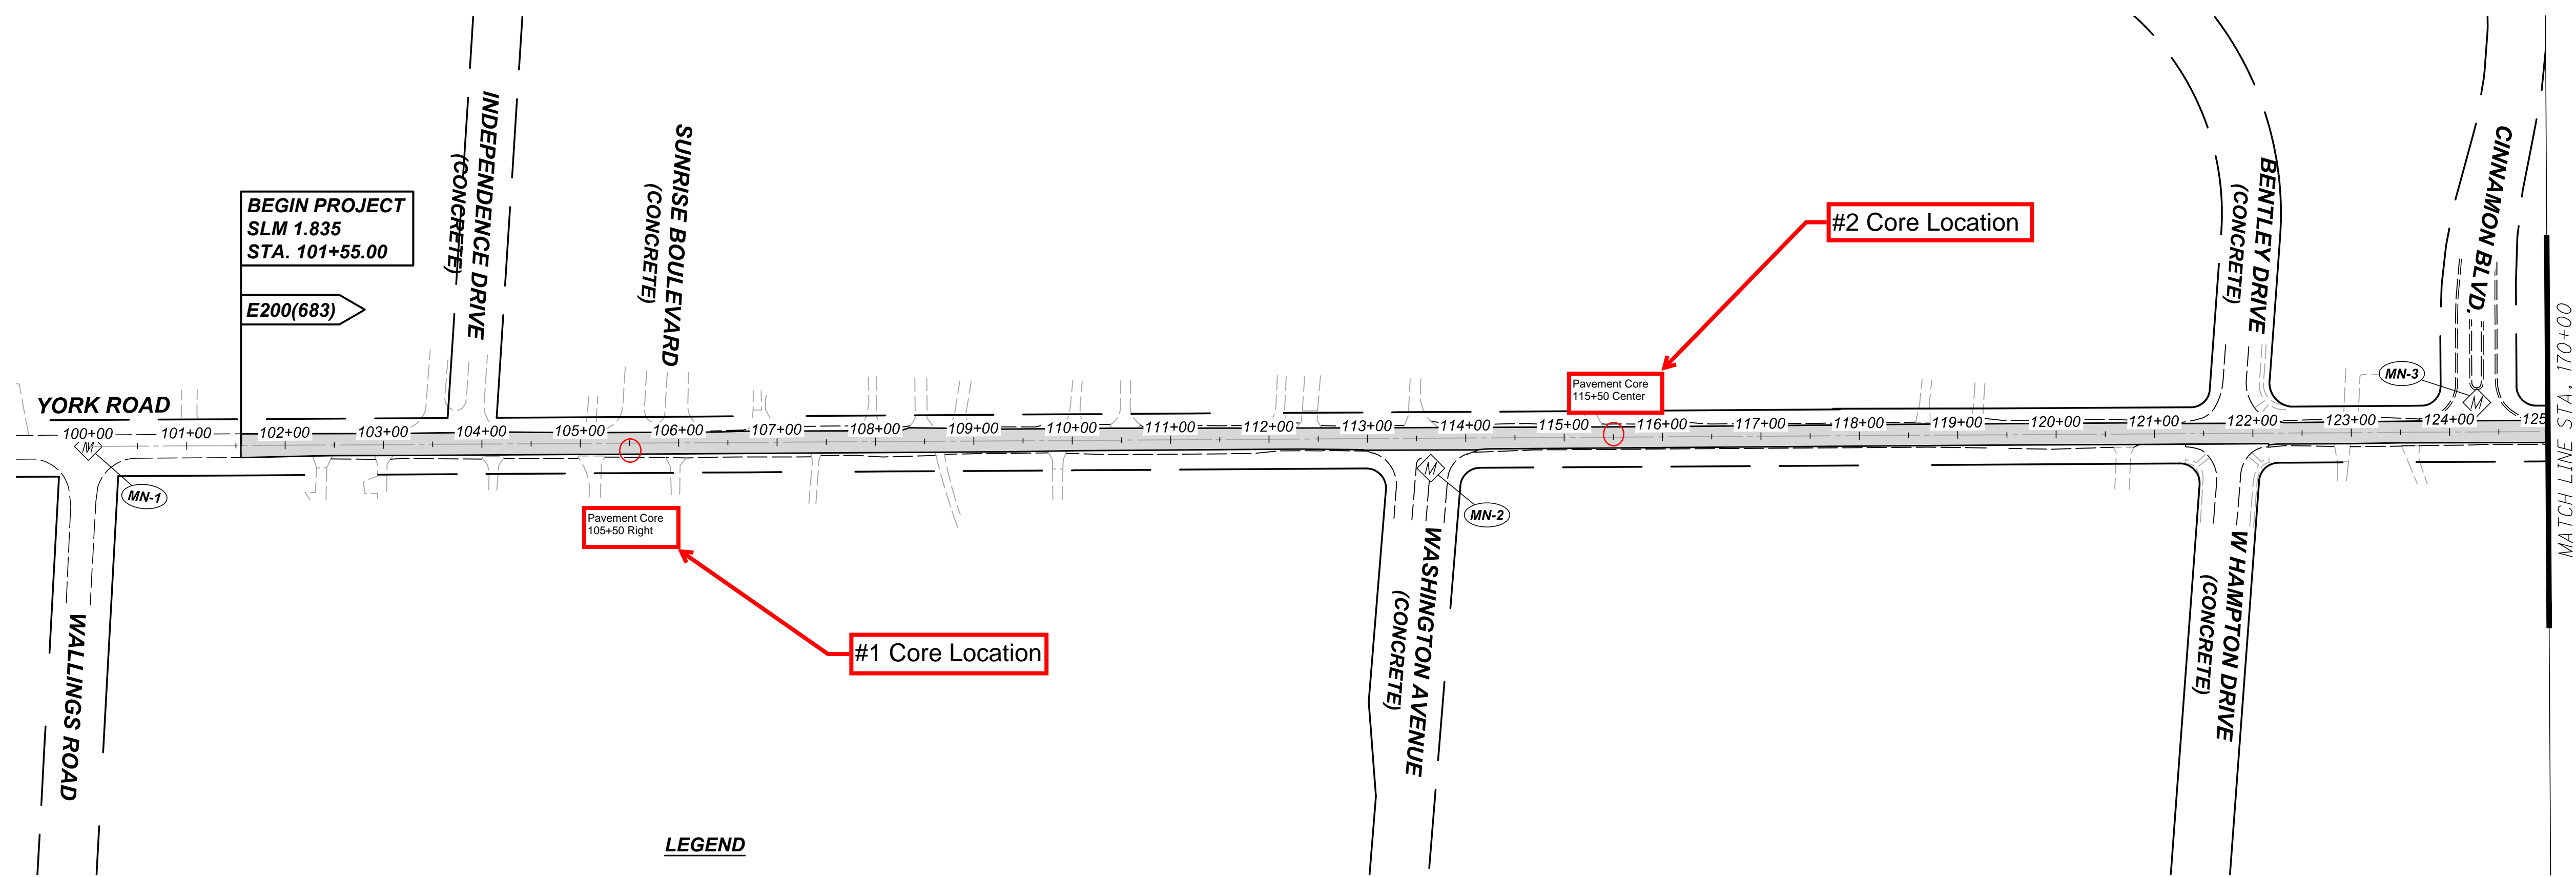 INDEPENDENCE DRIVE
(CONCRETE)
SUNRISE BOULEVARD
(CONCRETE)
BENTLEY DRIVE
(CONCRETE)
CINNAMON BLVD.
BEGIN PROJECT
SLM 1.835
STA. 101+55.00
E200(683)
#2 Core Location
MATCH LINE STA. 170+00
Pavement Core
115+50 Center
MN-3
M
YORK ROAD
100+00 101+00 102+00 103+00 104+00 105+00 106+00 107+00 108+00 109+00 110+00 111+00 112+00 113+00 114+00 115+00 116+00 117+00 118+00 119+00 120+00 121+00 122+00 123+00 124+00 125
M
M
MN-1
MN-2
Pavement Core
105+50 Right
#1 Core Location
WALLINGS ROAD
WASHINGTON AVENUE
(CONCRETE)
W HAMPTON DRIVE
(CONCRETE)
LEGEND